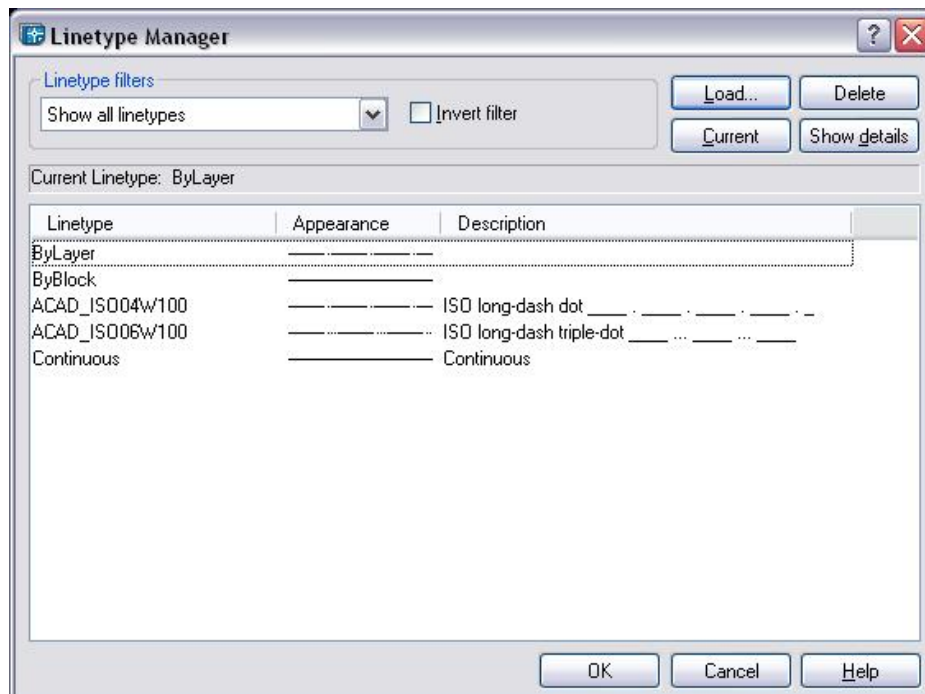 Linetype Manager
Linetype filters
Show all linetypes
Invert filter
Load...
Delete
Current
Show details
Current Linetype: ByLayer
Linetype Appearance Description
ByLayer
ByBlock
ACAD_ISO04W100 ISO long-dash dot ____ . ____ . ____ . ____ . _
ACAD_ISO06W100 ISO long-dash triple-dot ____ ... ____ ... ____
Continuous Continuous
OK Cancel Help